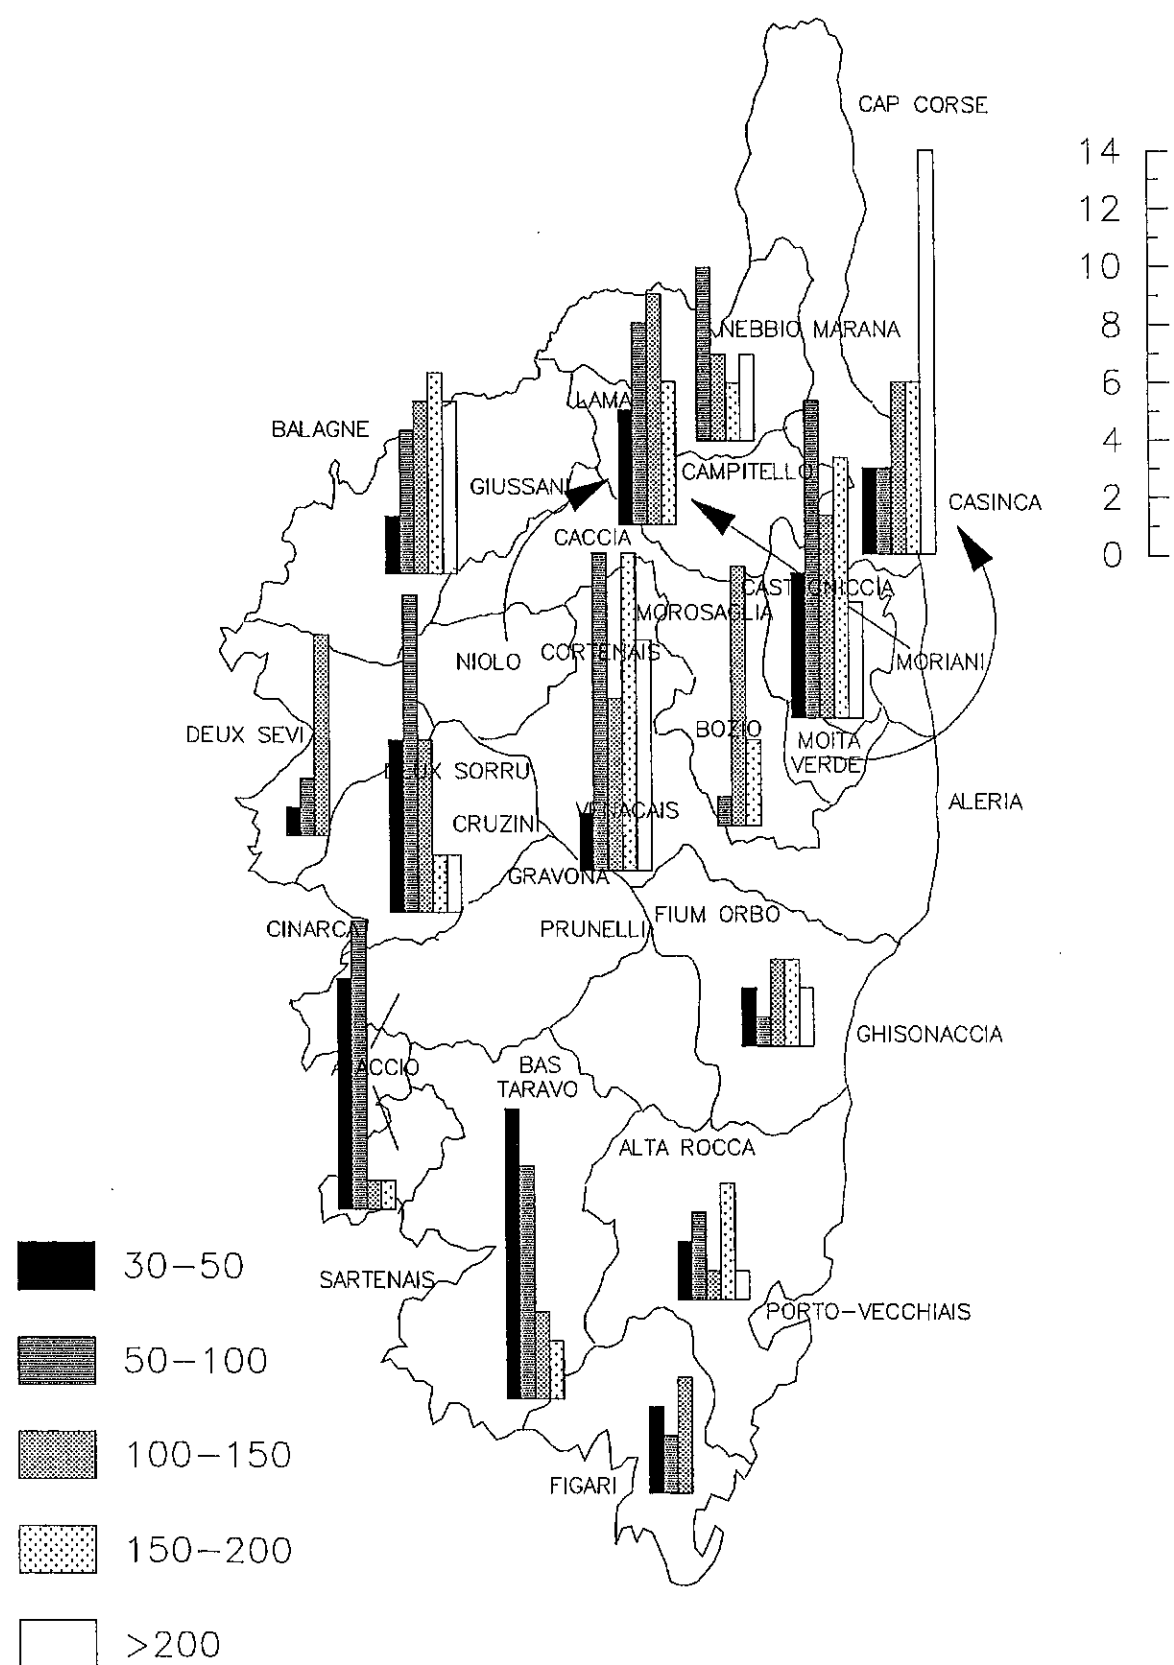 CAP CORSE
14
12
10
8
6
4
2
0
NEBBIO MARANA
LAMA
BALAGNE
CAMPITELLO
GIUSSANI
CASINCA
CACCIA
CASTAGNICCIA
MOROSAGLIA
CORTENAIS
NIOLO
MORIANI
DEUX SEVI
BOZIO
MOITA
VERDE
DEUX SORRU
ALERIA
VENACAIS
CRUZINI
GRAVONA
FIUM ORBO
CINARCA
PRUNELLI
GHISONACCIA
AJACCIO
BAS
TARAVO
ALTA ROCCA
SARTENAIS
PORTO-VECCHIAIS
FIGARI
30-50
50-100
100-150
150-200
>200